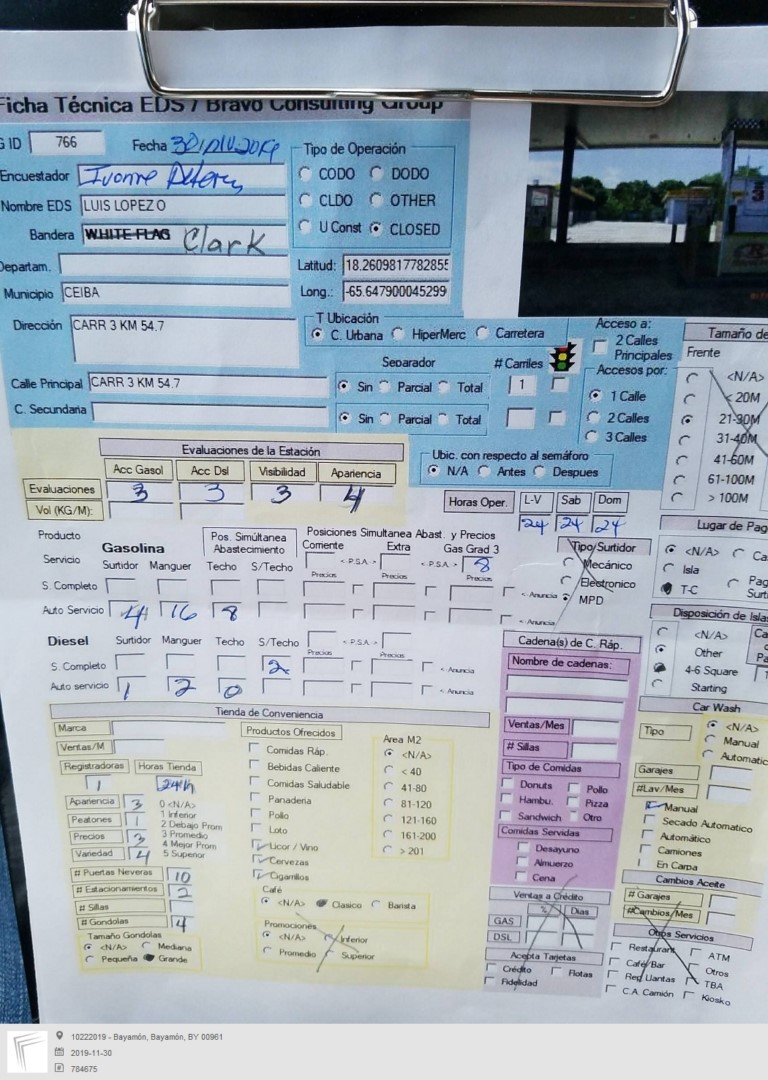 Ficha Técnica EDS / Bravo Consulting Group
G ID 766 Fecha
Encuestador Ivonne
Nombre EDS LUIS LOPEZ O
Bandera WHITE FLAG Clark
Departam.
Municipio CEIBA
Dirección CARR 3 KM 54.7
Calle Principal CARR 3 KM 54.7
C. Secundaria
Tipo de Operación
CODO DODO
CLDO OTHER
U Const CLOSED
Latitud: 18.2609817782855
Long.: -65.647900045299
T Ubicación
C. Urbana HiperMerc Carretera
Separador # Carriles
Sin Parcial Total 1
Sin Parcial Total
Acceso a:
2 Calles
Principales
Accesos por:
1 Calle
2 Calles
3 Calles
Tamaño de
Frente
<N/A>
< 20M
21-30M
31-40M
41-60M
61-100M
> 100M
Ubic. con respecto al semáforo
N/A Antes Despues
Evaluaciones de la Estación
Acc Gasol Acc Dsl Visibilidad Apariencia
Evaluaciones 3 3 3 4
Vol (KG/M):
Horas Oper. L-V Sab Dom
24 24 24
Producto
Servicio Gasolina
Pos. Simúltanea
Abastecimiento
Posiciones Simultanea Abast. y Precios
Corriente <-P.S.A.-> Extra <-P.S.A.-> Gas Grad 3
8
Surtidor Manguer Techo S/Techo Precios Precios Precios
S. Completo <- Anuncia
Auto Servicio 4 16 8 <- Anuncia
Tipo/Surtidor
Mecánico
Electronico
MPD
Lugar de Pag
<N/A> Ca
Isla
T-C Pag
Surti
Diesel Surtidor Manguer Techo S/Techo <-P.S.A.->
Precios Precios
S. Completo 2 <- Anuncia
Auto servicio 1 2 0 <- Anuncia
Disposición de Islas
<N/A>
Other
4-6 Square
Starting
Cadena(s) de C. Ráp.
Nombre de cadenas:
Ventas/Mes
# Sillas
Tipo de Comidas
Donuts Pollo
Hambu. Pizza
Sandwich Otro
Comidas Servidas
Desayuno
Almuerzo
Cena
Ventas a Crédito
% Dias
GAS
DSL
Acepta Tarjetas
Crédito Flotas
Fidelidad
Tienda de Conveniencia
Marca
Ventas/M
Registradoras Horas Tienda
1 24h
Apariencia 3 0 <N/A>
Peatones 1 1 Inferior
2 Debajo Prom
Precios 3 3 Promedio
4 Mejor Prom
Variedad 4 5 Superior
# Puertas Neveras 10
# Estacionamientos 2
# Sillas
# Gondolas 4
Tamaño Gondolas
<N/A> Mediana
Pequeña Grande
Productos Ofrecidos
Comidas Ráp.
Bebidas Caliente
Comidas Saludable
Panaderia
Pollo
Loto
Licor / Vino
Cervezas
Cigarrillos
Area M2
<N/A>
< 40
41-80
81-120
121-160
161-200
> 201
Café
<N/A> Clasico Barista
Promociones
<N/A> Inferior
Promedio Superior
Car Wash
Tipo <N/A>
Manual
Automatic
Garajes
#Lav/Mes
Manual
Secado Automatico
Automático
Camiones
En Carpa
Cambios Aceite
# Garajes
#Cambios/Mes
Otros Servicios
Restaurant ATM
Café/Bar Otros
Rep Llantas TBA
C.A. Camión Kiosko
10222019 - Bayamón, Bayamón, BY 00961
2019-11-30
784675